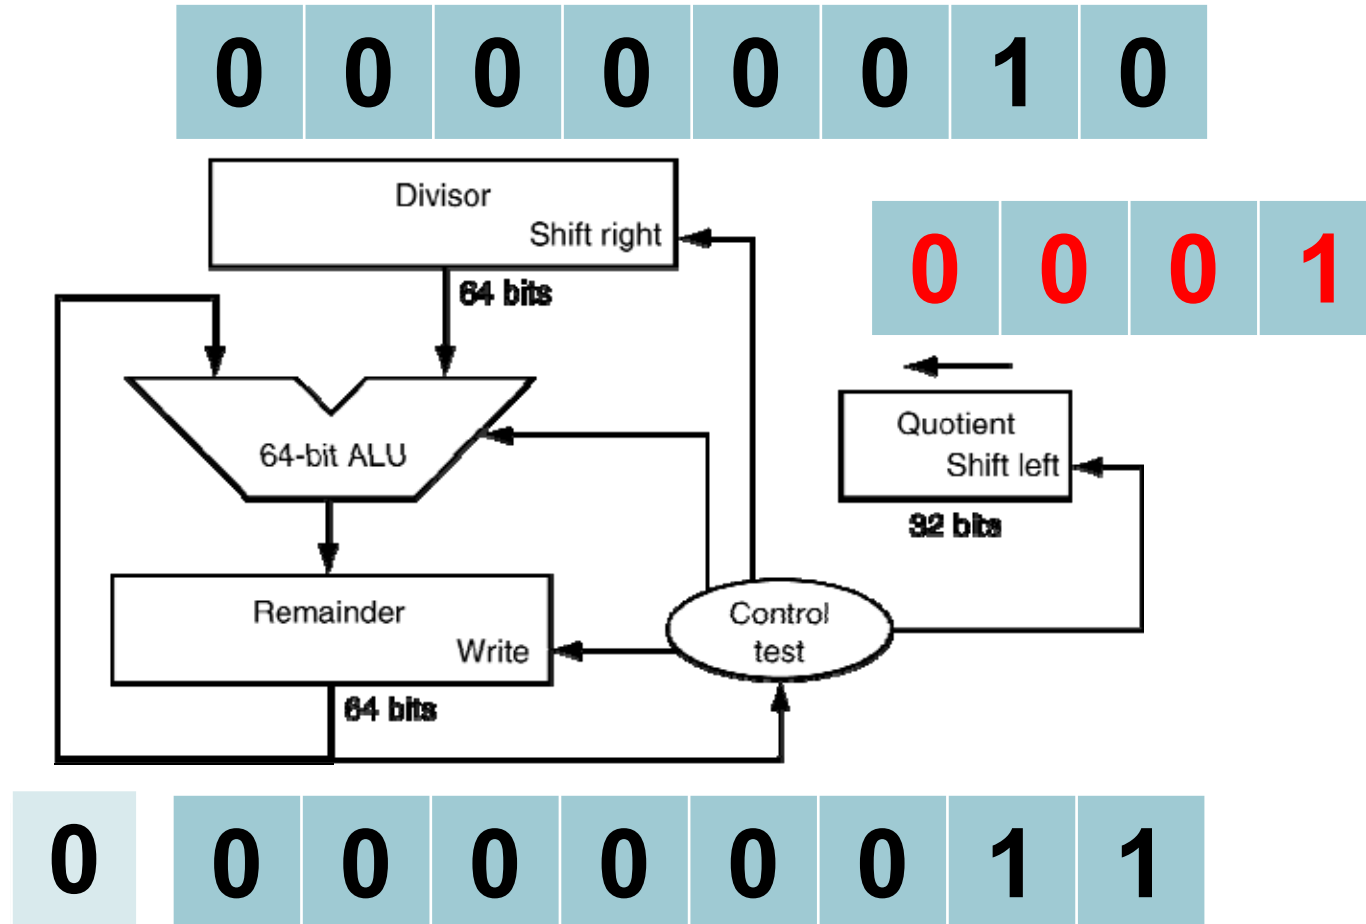 0 0 0 0 0 0 1 0
Divisor
Shift right
64 bits
0 0 0 1
64-bit ALU
Quotient
Shift left
32 bits
Remainder
Write
64 bits
Control
test
0 0 0 0 0 0 0 1 1